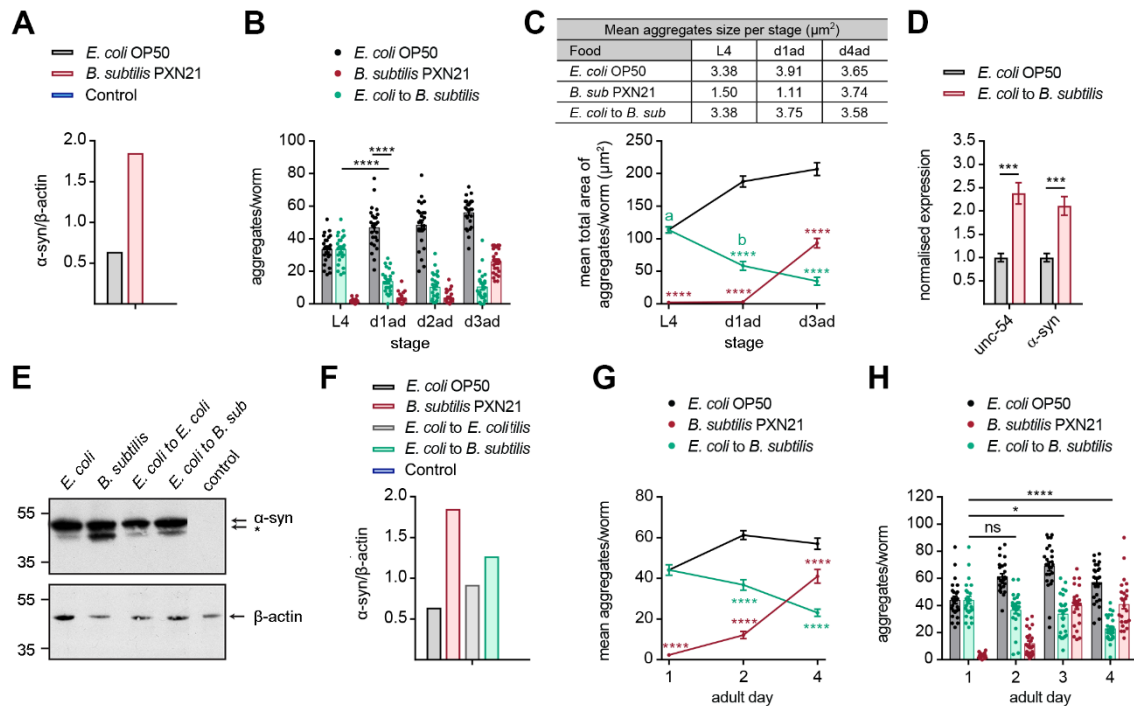 A
E. coli OP50
B. subtilis PXN21
Control
α-syn/β-actin
2.0
1.5
1.0
0.5
B
E. coli OP50
B. subtilis PXN21
E. coli to B. subtilis
aggregates/worm
100
80
60
40
20
0
****
****
L4 d1ad d2ad d3ad
stage
C
Mean aggregates size per stage (µm²)
Food L4 d1ad d4ad
E. coli OP50 3.38 3.91 3.65
B. sub PXN21 1.50 1.11 3.74
E. coli to B. sub 3.38 3.75 3.58
mean total area of
aggregates/worm (µm²)
250
200
150
100
50
0
a
b
****
****
****
****
****
L4 d1ad d3ad
stage
D
E. coli OP50
E. coli to B. subtilis
normalised expression
3.0
2.5
2.0
1.5
1.0
0.5
***
***
unc-54
α-syn
E
E. coli
B. subtilis
E. coli to E. coli
E. coli to B. sub
control
55
35
α-syn
*
55
35
β-actin
F
E. coli OP50
B. subtilis PXN21
E. coli to E. colitilis
E. coli to B. subtilis
Control
α-syn/β-actin
2.0
1.5
1.0
0.5
0
G
E. coli OP50
B. subtilis PXN21
E. coli to B. subtilis
mean aggregates/worm
80
60
40
20
0
****
****
****
****
****
1 2 4
adult day
H
E. coli OP50
B. subtilis PXN21
E. coli to B. subtilis
aggregates/worm
120
100
80
60
40
20
0
****
*
ns
1 2 3 4
adult day